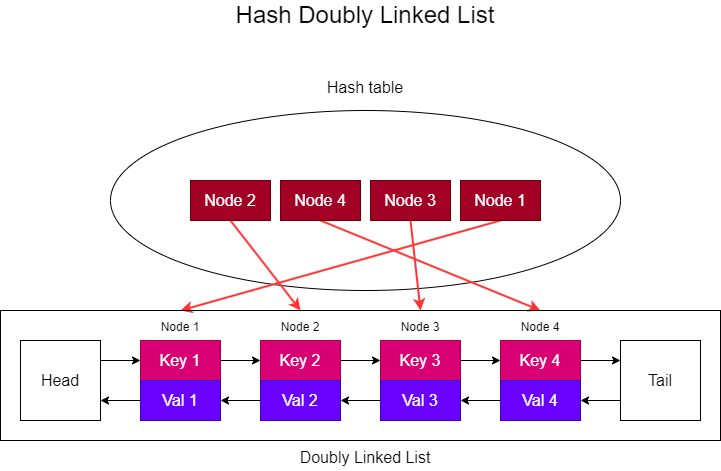 Hash Doubly Linked List
Hash table
Node 2 Node 4 Node 3 Node 1
Node 1 Node 2 Node 3 Node 4
Head Key 1 Key 2 Key 3 Key 4 Tail
Val 1 Val 2 Val 3 Val 4
Doubly Linked List